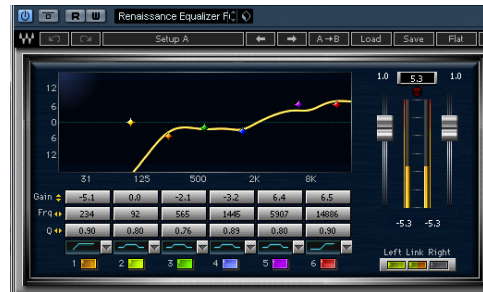 R W Renaissance Equalizer
Setup A A→B Load Save Flat
1.0 5.3 1.0
12
6
0
6
12
31 125 500 2K 8K
Gain -5.1 0.0 -2.1 -3.2 6.4 6.5
Frq 234 92 565 1445 5907 14886
Q 0.90 0.80 0.76 0.89 0.80 0.90
-5.3 -5.3
Left Link Right
1 2 3 4 5 6